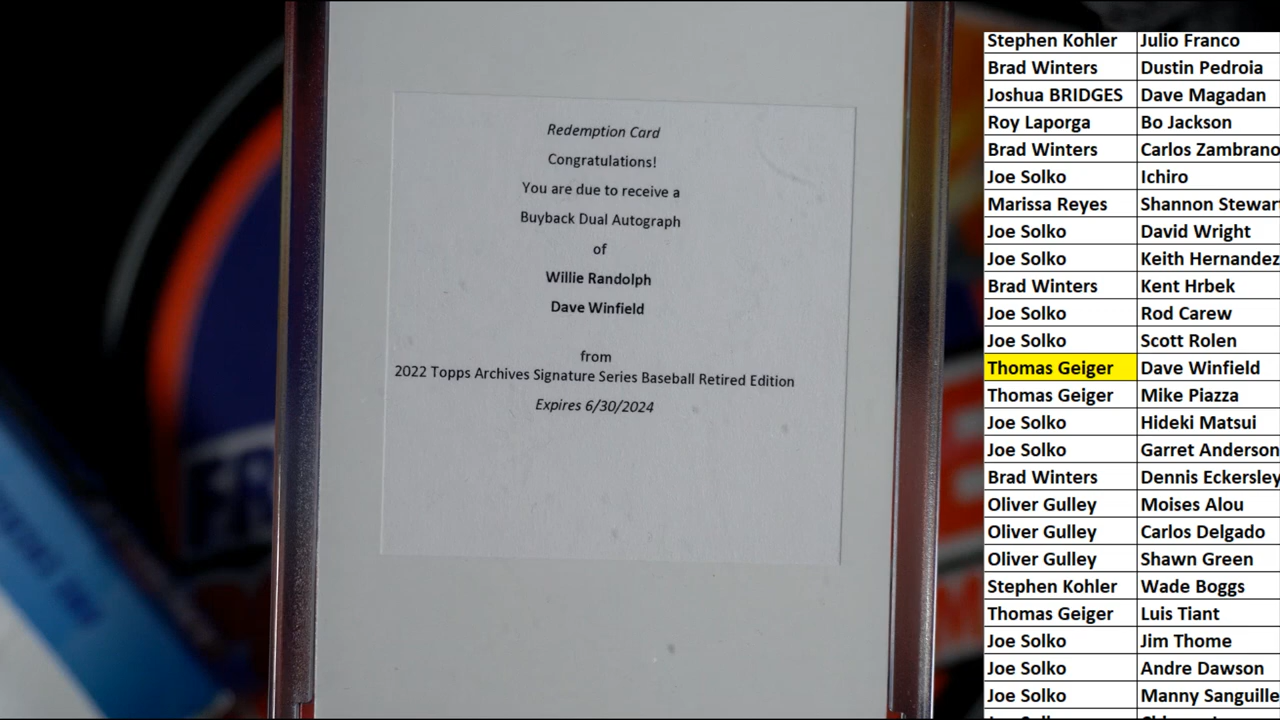 Redemption Card
Congratulations!
You are due to receive a
Buyback Dual Autograph
of
Willie Randolph
Dave Winfield
from
2022 Topps Archives Signature Series Baseball Retired Edition
Expires 6/30/2024
Stephen Kohler Julio Franco
Brad Winters Dustin Pedroia
Joshua BRIDGES Dave Magadan
Roy Laporga Bo Jackson
Brad Winters Carlos Zambrano
Joe Solko Ichiro
Marissa Reyes Shannon Stewar
Joe Solko David Wright
Joe Solko Keith Hernandez
Brad Winters Kent Hrbek
Joe Solko Rod Carew
Joe Solko Scott Rolen
Thomas Geiger Dave Winfield
Thomas Geiger Mike Piazza
Joe Solko Hideki Matsui
Joe Solko Garret Anderson
Brad Winters Dennis Eckersley
Oliver Gulley Moises Alou
Oliver Gulley Carlos Delgado
Oliver Gulley Shawn Green
Stephen Kohler Wade Boggs
Thomas Geiger Luis Tiant
Joe Solko Jim Thome
Joe Solko Andre Dawson
Joe Solko Manny Sanguille